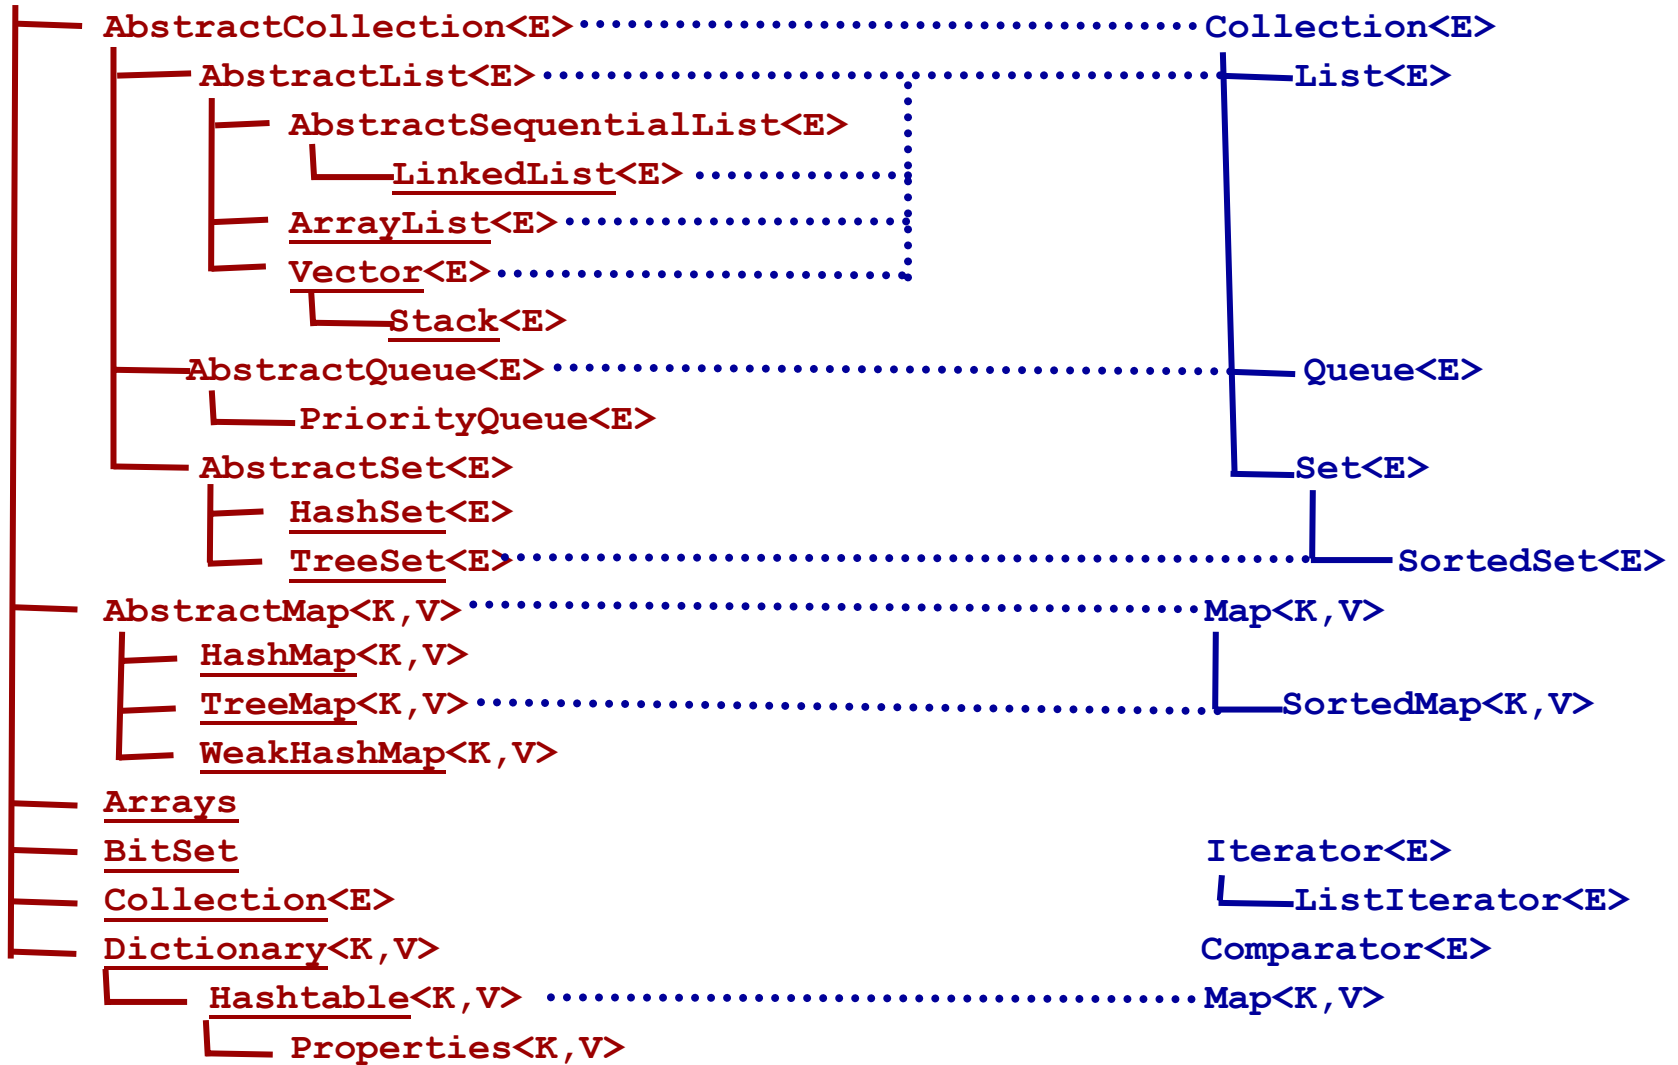 AbstractCollection<E> Collection<E>
AbstractList<E> List<E>
AbstractSequentialList<E>
LinkedList<E>
ArrayList<E>
Vector<E>
Stack<E>
AbstractQueue<E> Queue<E>
PriorityQueue<E>
AbstractSet<E> Set<E>
HashSet<E>
TreeSet<E> SortedSet<E>
AbstractMap<K,V> Map<K,V>
HashMap<K,V>
TreeMap<K,V> SortedMap<K,V>
WeakHashMap<K,V>
Arrays
BitSet Iterator<E>
Collection<E> ListIterator<E>
Dictionary<K,V> Comparator<E>
Hashtable<K,V> Map<K,V>
Properties<K,V>